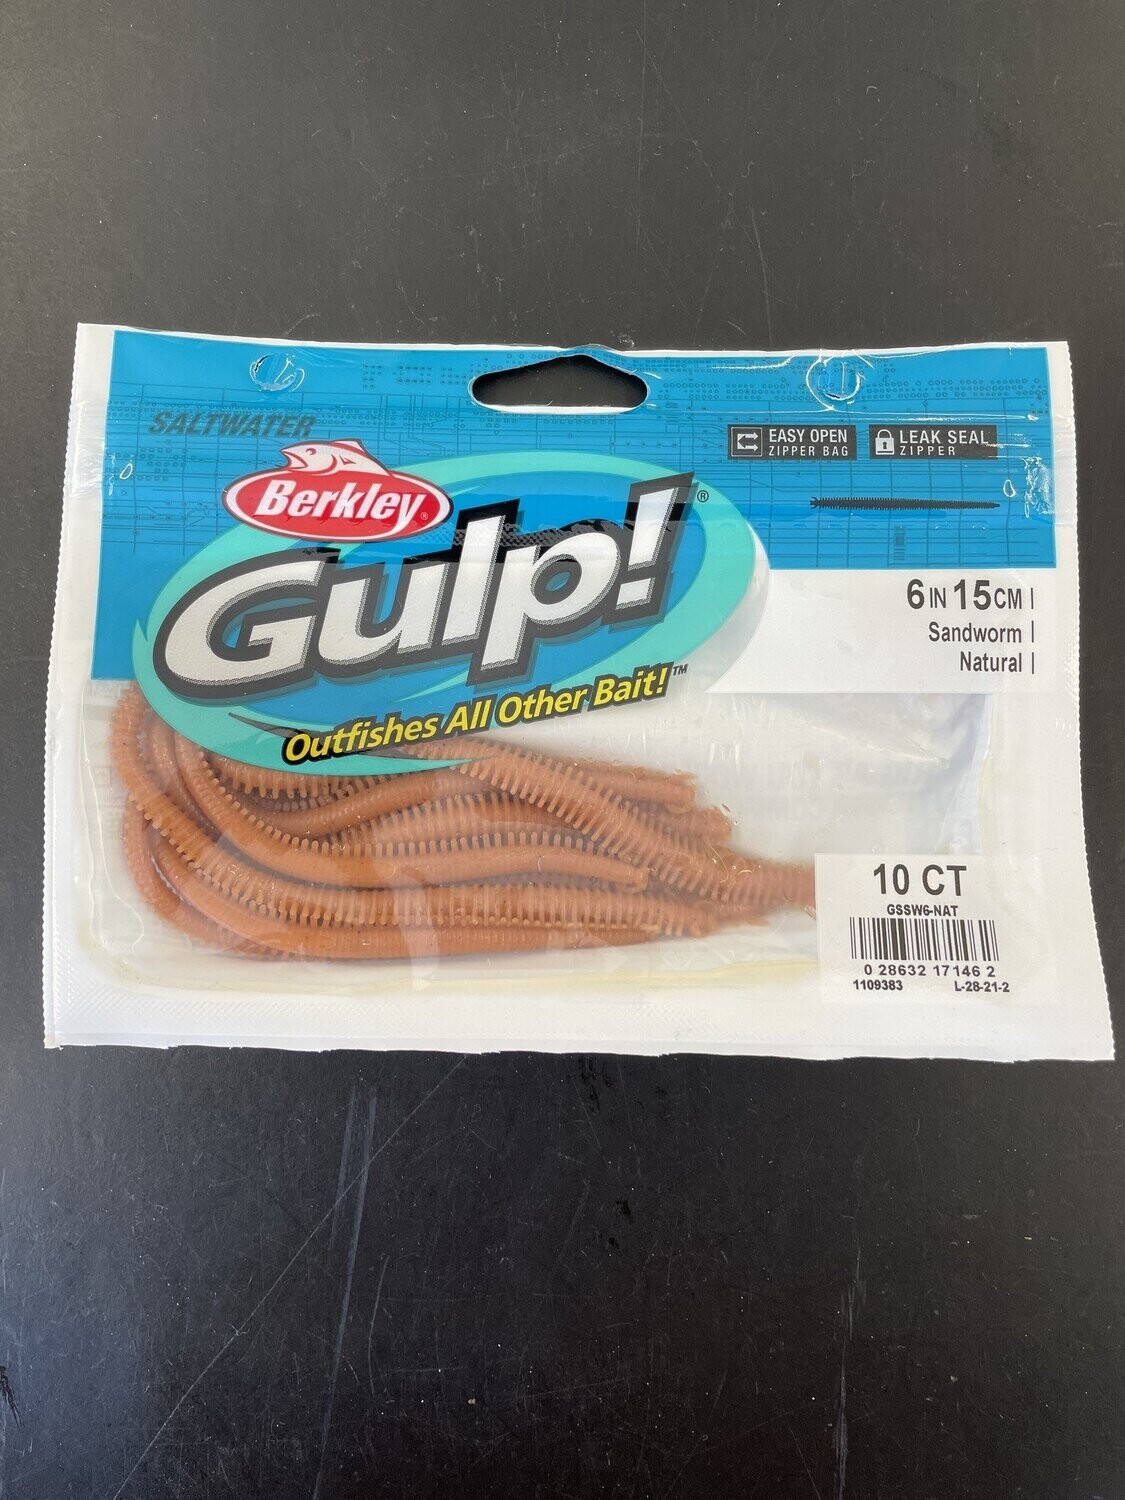 SALTWATER
Berkley®
Gulp!®
Outfishes All Other Bait!™
EASY OPEN
ZIPPER BAG
LEAK SEAL
ZIPPER
6 IN 15 CM |
Sandworm |
Natural |
10 CT
GSSW6-NAT
0 28632 17146 2
1109383 L-28-21-2